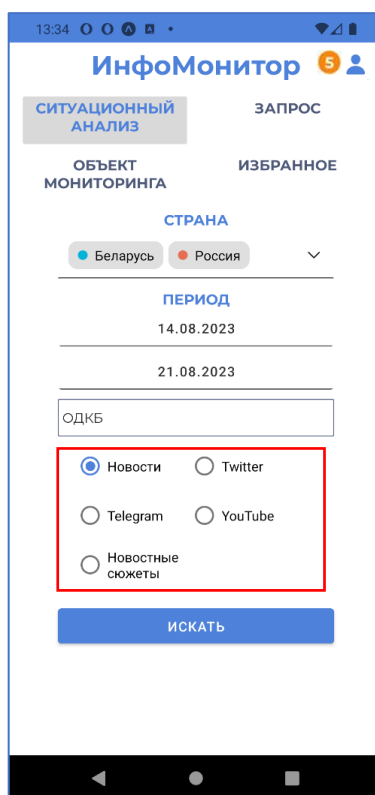 13:34
ИнфоМонитор 5
СИТУАЦИОННЫЙ
АНАЛИЗ
ЗАПРОС
ОБЪЕКТ
МОНИТОРИНГА
ИЗБРАННОЕ
СТРАНА
Беларусь Россия
ПЕРИОД
14.08.2023
21.08.2023
ОДКБ
Новости Twitter
Telegram YouTube
Новостные
сюжеты
ИСКАТЬ